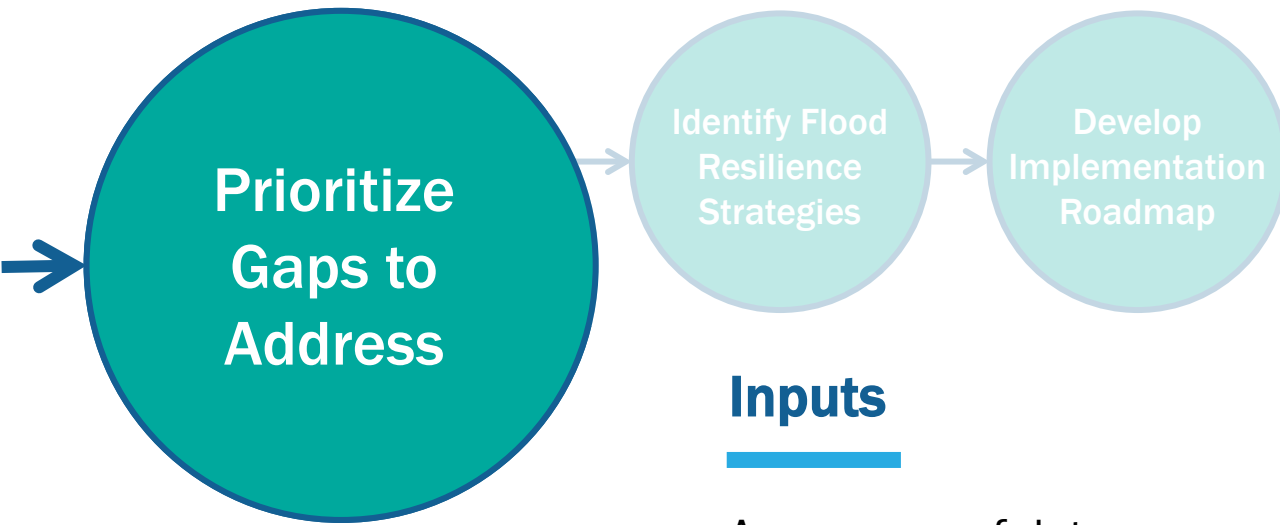 Prioritize
Gaps to
Address
Identify Flood
Resilience
Strategies
Develop
Implementation
Roadmap
Inputs